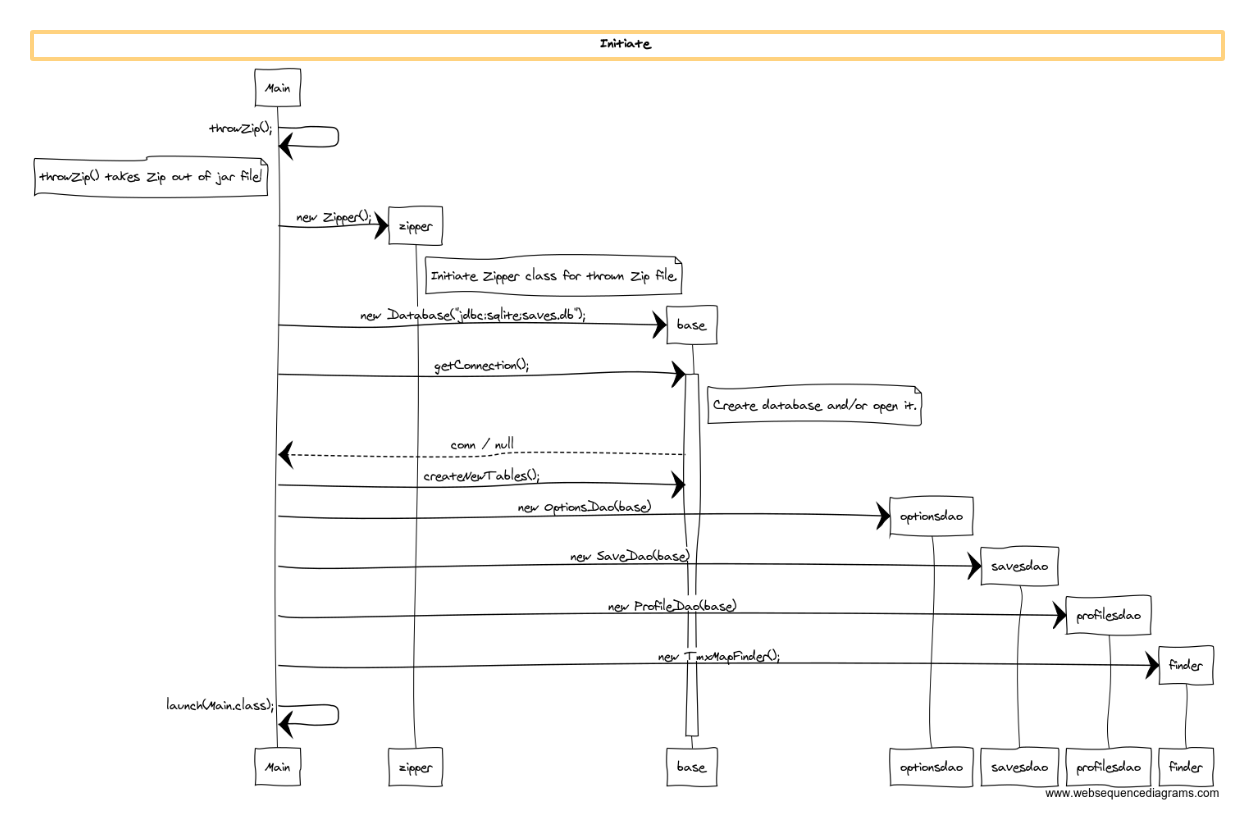 Initiate
Main
throwZip();
throwZip() takes Zip out of jar file!
new Zipper();
zipper
Initiate Zipper class for thrown Zip file.
new Database("jdbc:sqlite:saves.db");
base
getConnection();
Create database and/or open it.
conn / null
createNewTables();
new OptionsDao(base)
optionsdao
new SaveDao(base)
savesdao
new ProfileDao(base)
profilesdao
new TmxMapFinder();
finder
launch(Main.class);
Main
zipper
base
optionsdao
savesdao
profilesdao
finder
www.websequencediagrams.com